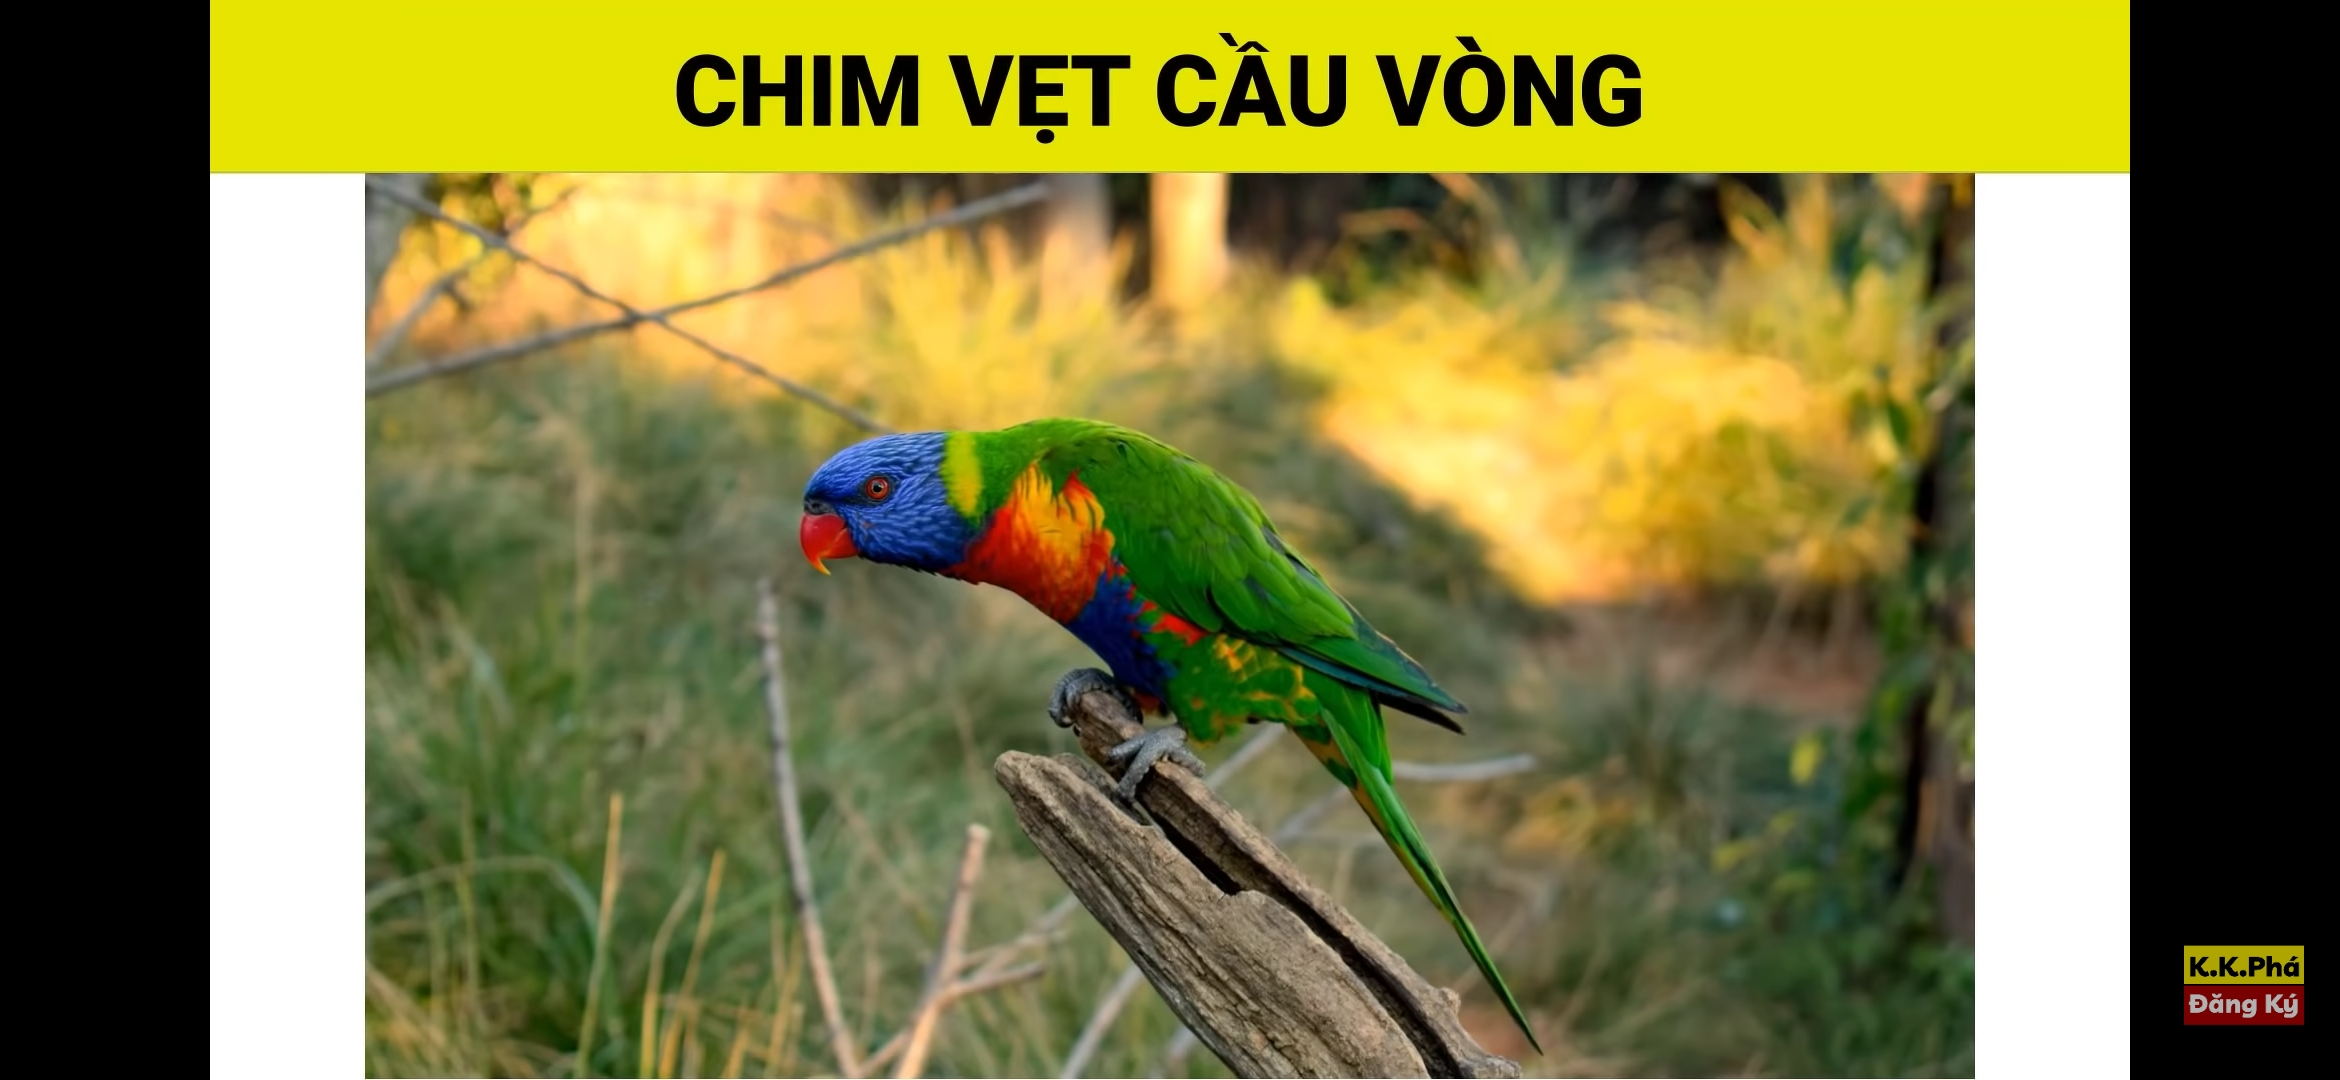 CHIM VẸT CẦU VÒNG
K.K.Phá
Đăng Ký